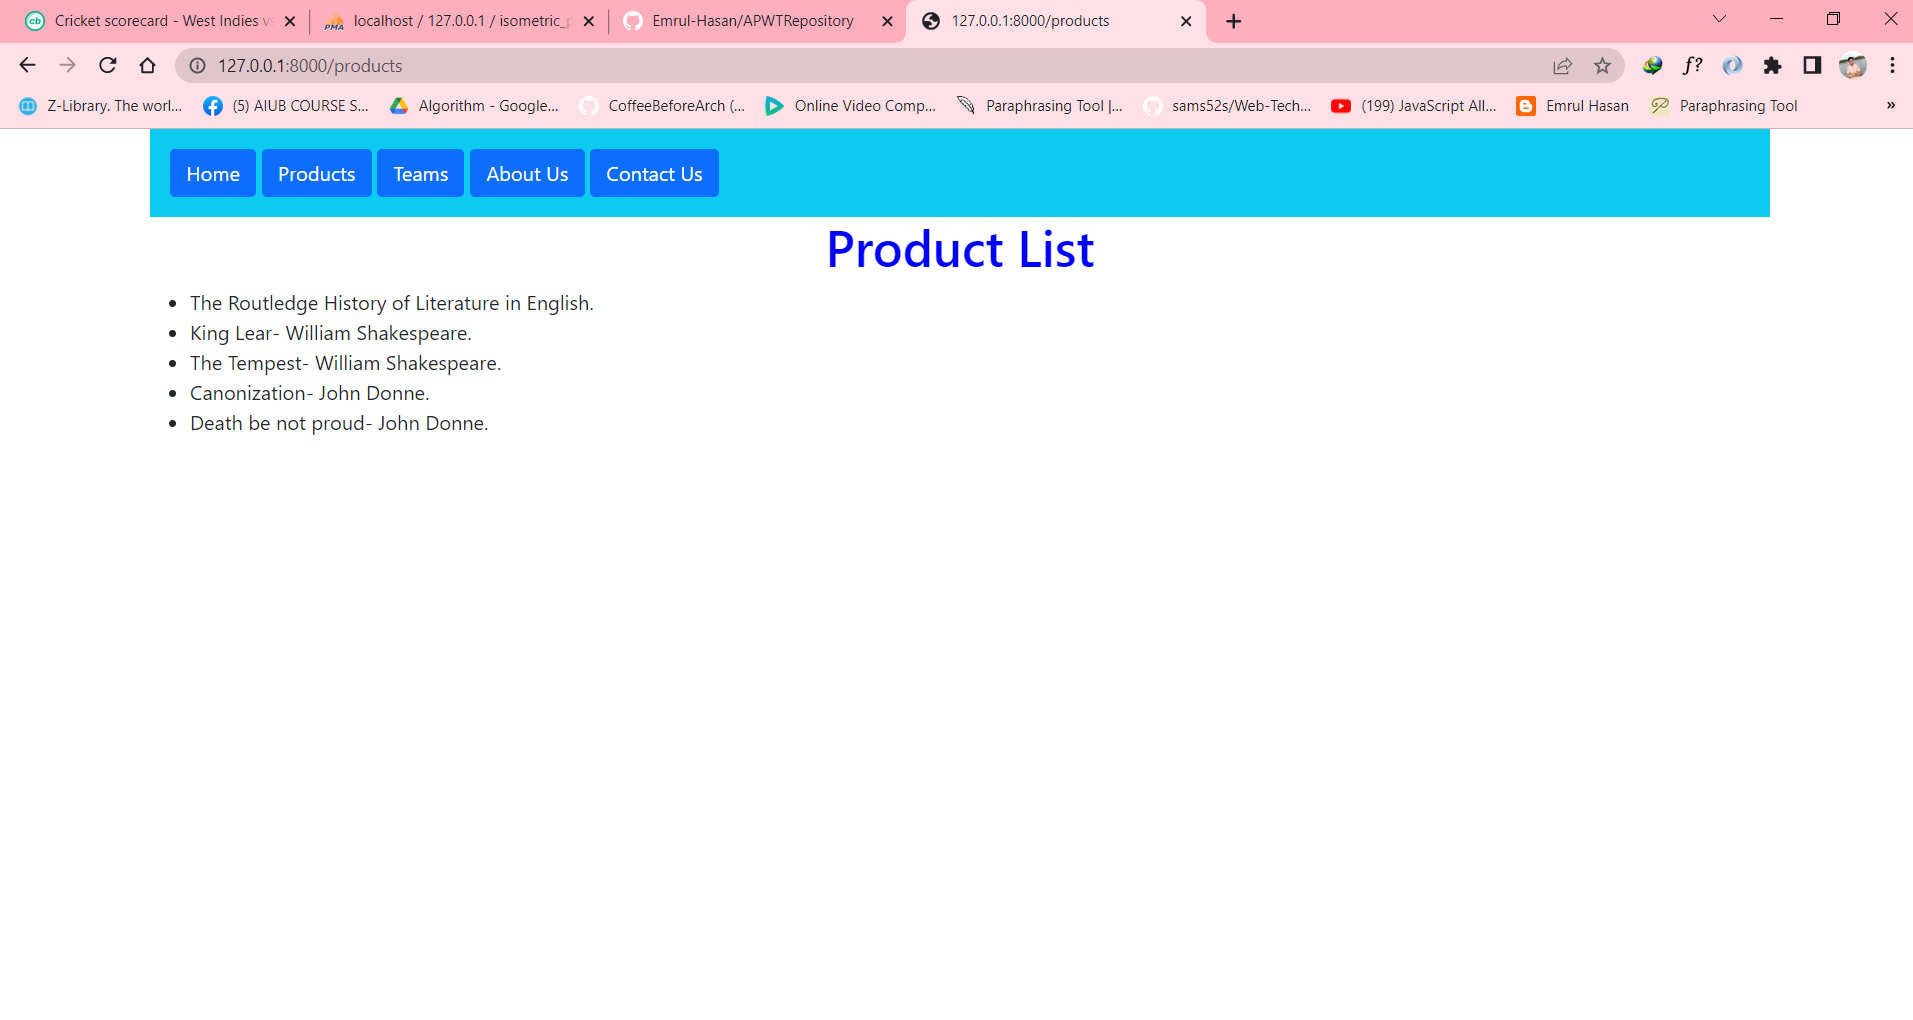 Cricket scorecard - West Indies vs
localhost / 127.0.0.1 / isometric_p
Emrul-Hasan/APWTRepository
127.0.0.1:8000/products
127.0.0.1:8000/products
f?
Z-Library. The worl...
(5) AIUB COURSE S...
Algorithm - Google...
CoffeeBeforeArch (...
Online Video Comp...
Paraphrasing Tool |...
sams52s/Web-Tech...
(199) JavaScript All...
Emrul Hasan
Paraphrasing Tool
»
Home
Products
Teams
About Us
Contact Us
Product List
• The Routledge History of Literature in English.
• King Lear- William Shakespeare.
• The Tempest- William Shakespeare.
• Canonization- John Donne.
• Death be not proud- John Donne.